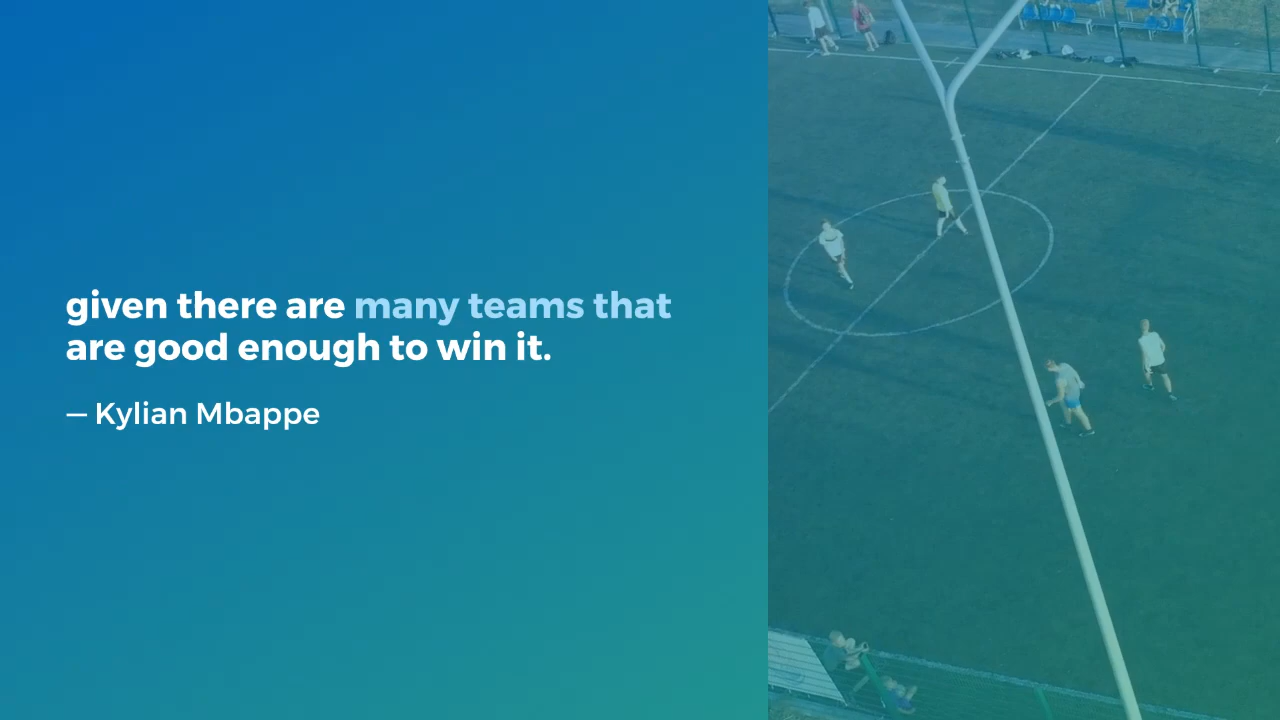 given there are many teams that
are good enough to win it.
— Kylian Mbappe